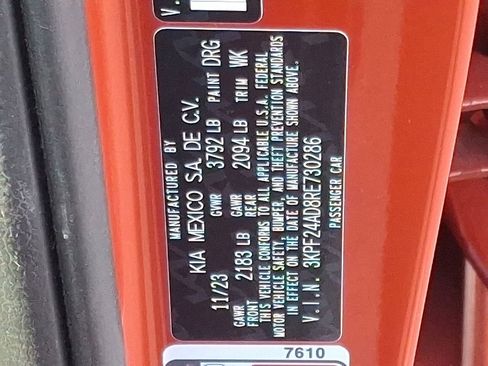 V.
MANUFACTURED BY
KIA MEXICO S.A. DE C.V.
11/23 GVWR 3792 LB PAINT DRG
GAWR FRONT 2183 LB GAWR REAR 2094 LB TRIM WK
THIS VEHICLE CONFORMS TO ALL APPLICABLE U.S.A. FEDERAL
MOTOR VEHICLE SAFETY, BUMPER, AND THEFT PREVENTION STANDARDS
IN EFFECT ON THE DATE OF MANUFACTURE SHOWN ABOVE.
V.I.N. 3KPF24AD8RE730286
PASSENGER CAR
7610